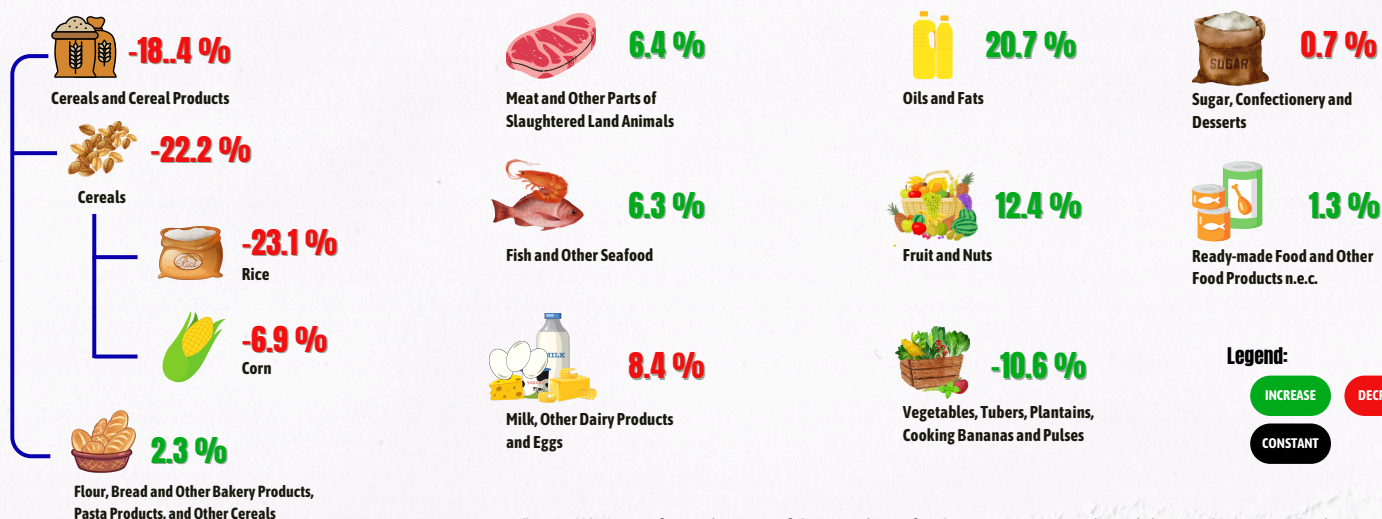 -18..4 %
Cereals and Cereal Products
-22.2 %
Cereals
-23.1 %
Rice
-6.9 %
Corn
2.3 %
Flour, Bread and Other Bakery Products,
Pasta Products, and Other Cereals
6.4 %
Meat and Other Parts of
Slaughtered Land Animals
6.3 %
Fish and Other Seafood
MILK
8.4 %
Milk, Other Dairy Products
and Eggs
20.7 %
Oils and Fats
12.4 %
Fruit and Nuts
-10.6 %
Vegetables, Tubers, Plantains,
Cooking Bananas and Pulses
SUGAR
0.7 %
Sugar, Confectionery and
Desserts
1.3 %
Ready-made Food and Other
Food Products n.e.c.
Legend:
INCREASE
CONSTANT